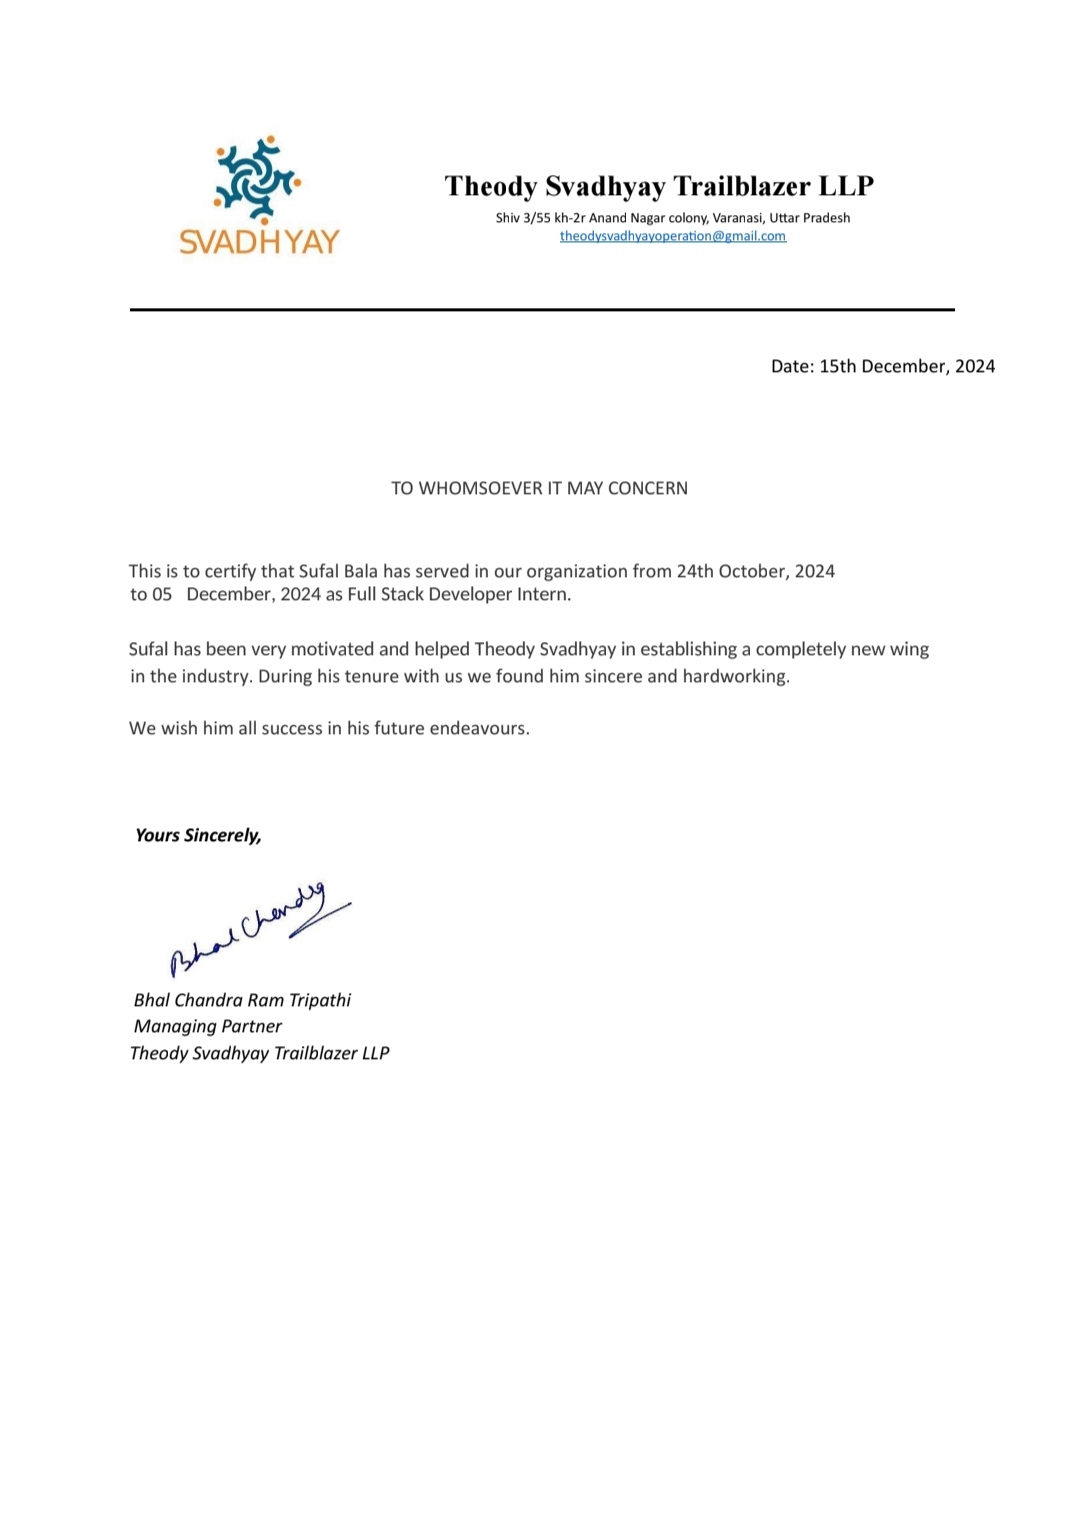 SVADHYAY
Theody Svadhyay Trailblazer LLP
Shiv 3/55 kh-2r Anand Nagar colony, Varanasi, Uttar Pradesh
theodysvadhyayoperation@gmail.com
Date: 15th December, 2024
TO WHOMSOEVER IT MAY CONCERN
This is to certify that Sufal Bala has served in our organization from 24th October, 2024
to 05 December, 2024 as Full Stack Developer Intern.
Sufal has been very motivated and helped Theody Svadhyay in establishing a completely new wing
in the industry. During his tenure with us we found him sincere and hardworking.
We wish him all success in his future endeavours.
Yours Sincerely,
Bhal Chandra Ram Tripathi
Managing Partner
Theody Svadhyay Trailblazer LLP